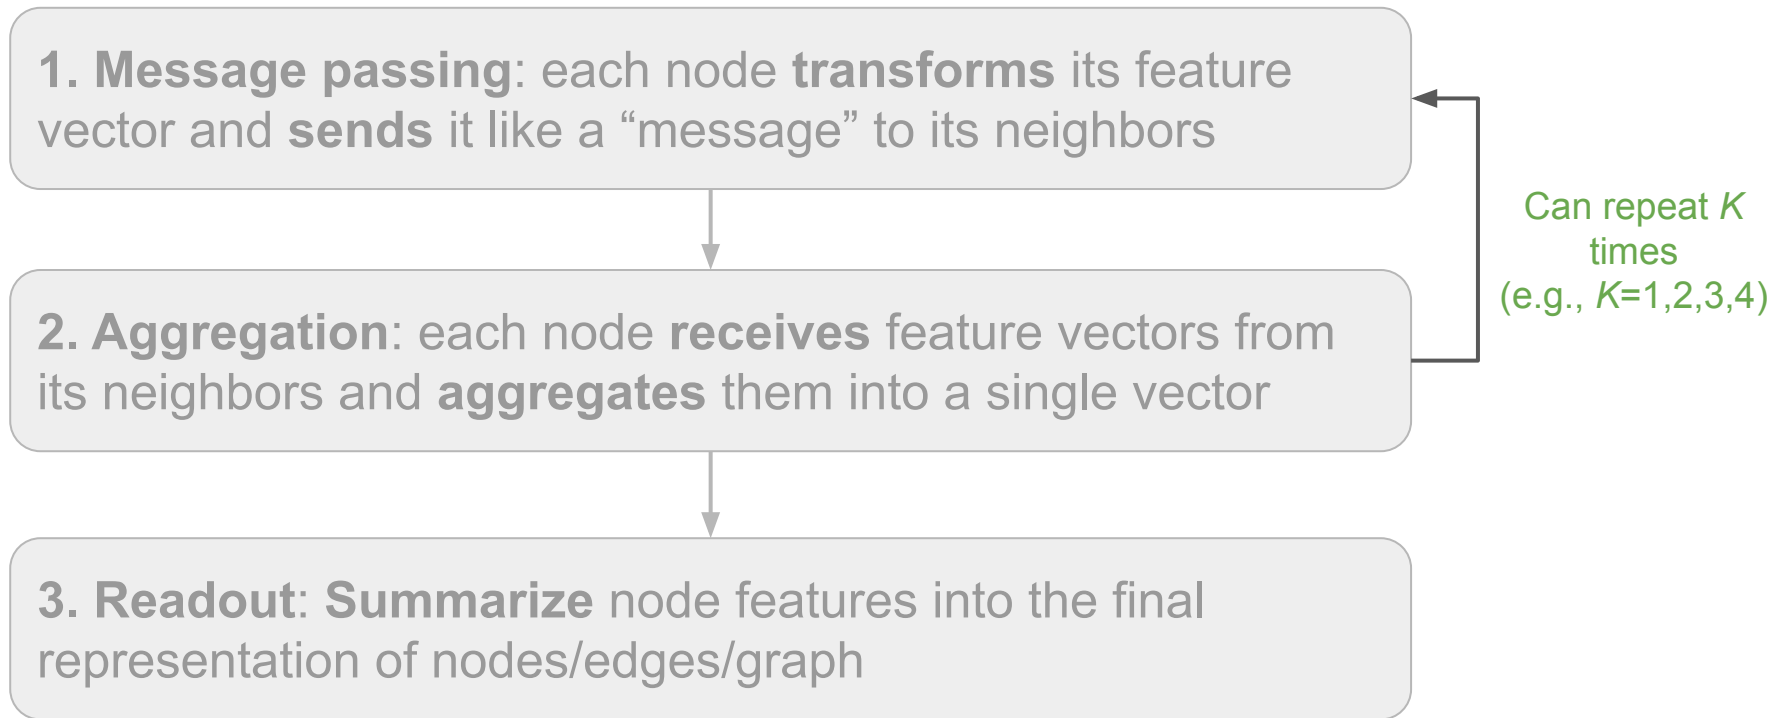 1. Message passing: each node transforms its feature
vector and sends it like a “message” to its neighbors
Can repeat K
times
(e.g., K=1,2,3,4)
2. Aggregation: each node receives feature vectors from
its neighbors and aggregates them into a single vector
3. Readout: Summarize node features into the final
representation of nodes/edges/graph